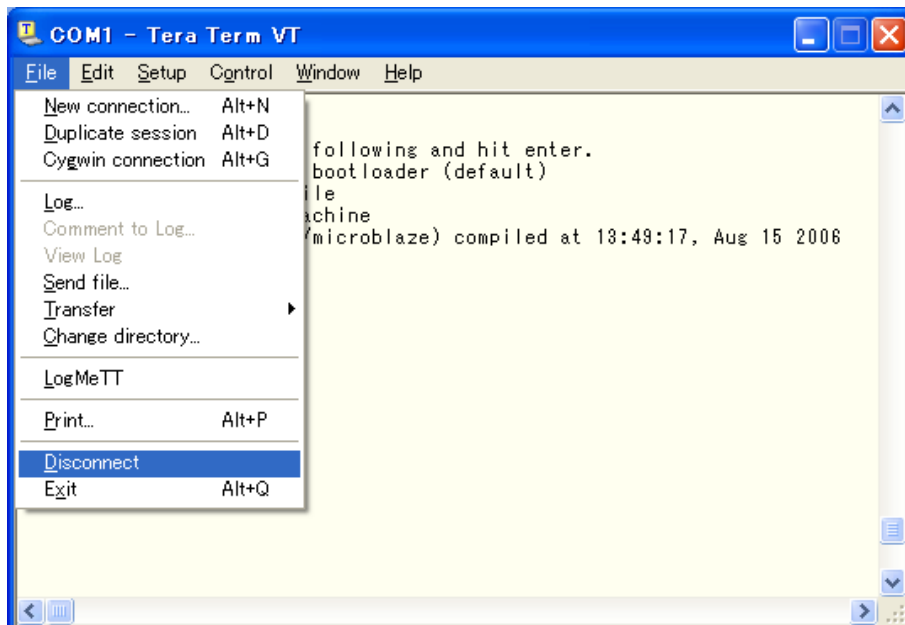 COM1 - Tera Term VT
File Edit Setup Control Window Help
New connection... Alt+N
Duplicate session Alt+D
Cygwin connection Alt+G
Log...
Comment to Log...
View Log
Send file...
Transfer
Change directory...
LogMeTT
Print... Alt+P
Disconnect
Exit Alt+Q
following and hit enter.
bootloader (default)
ile
achine
/microblaze) compiled at 13:49:17, Aug 15 2006